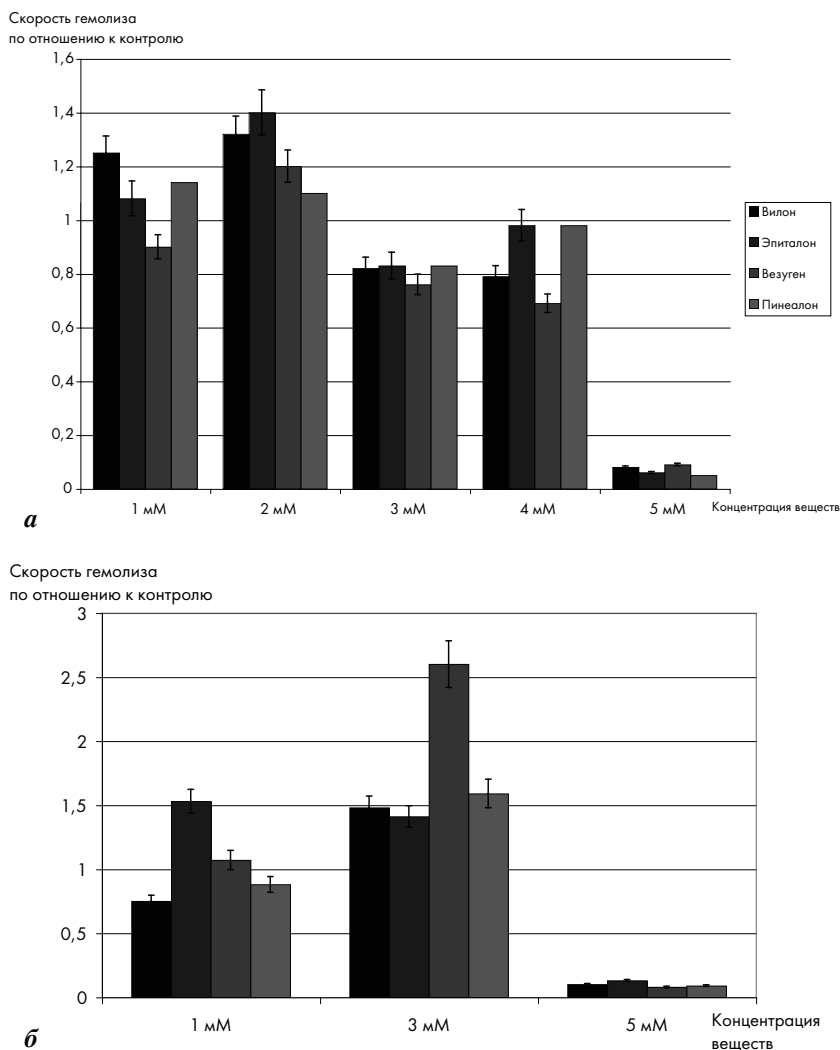 Скорость гемолиза
по отношению к контролю
1,6
1,4
1,2
1
0,8
0,6
0,4
0,2
0
1 мМ 2 мМ 3 мМ 4 мМ 5 мМ Концентрация веществ
Вилон
Эпиталон
Везуген
Пинеалон
а
Скорость гемолиза
по отношению к контролю
3
2,5
2
1,5
1
0,5
0
1 мМ 3 мМ 5 мМ Концентрация
веществ
б